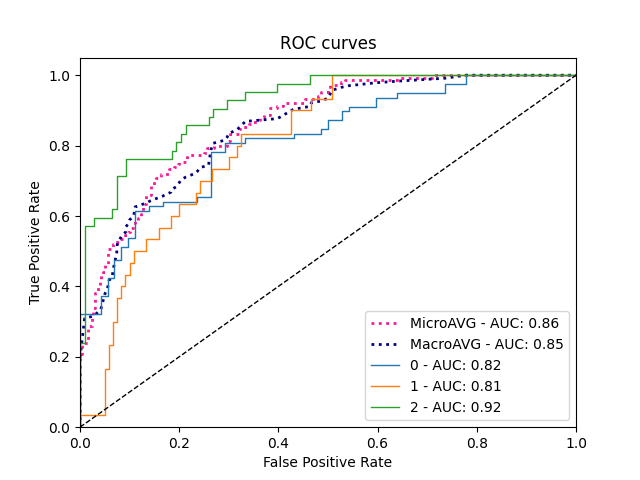 ROC curves
True Positive Rate
1.0
0.8
0.6
0.4
0.2
0.0
0.0 0.2 0.4 0.6 0.8 1.0
False Positive Rate
MicroAVG - AUC: 0.86
MacroAVG - AUC: 0.85
0 - AUC: 0.82
1 - AUC: 0.81
2 - AUC: 0.92